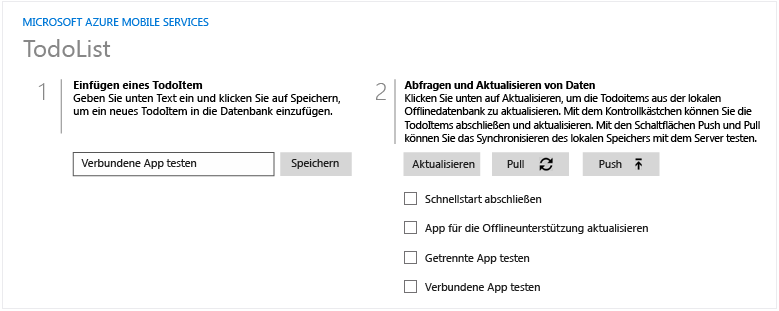 MICROSOFT AZURE MOBILE SERVICES
TodoList
1
Einfügen eines TodoItem
Geben Sie unten Text ein und klicken Sie auf Speichern,
um ein neues TodoItem in die Datenbank einzufügen.
Verbundene App testen
Speichern
2
Abfragen und Aktualisieren von Daten
Klicken Sie unten auf Aktualisieren, um die Todoitems aus der lokalen
Offlinedatenbank zu aktualisieren. Mit dem Kontrollkästchen können Sie die
TodoItems abschließen und aktualisieren. Mit den Schaltflächen Push und Pull
können Sie das Synchronisieren des lokalen Speichers mit dem Server testen.
Aktualisieren
Pull
Push
Schnellstart abschließen
App für die Offlineunterstützung aktualisieren
Getrennte App testen
Verbundene App testen